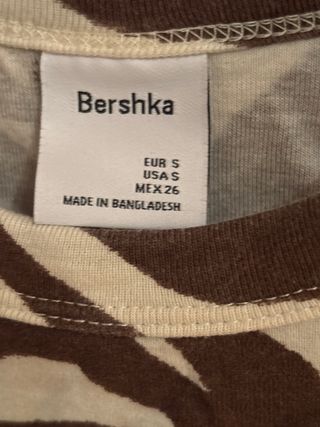 Bershka
EUR S
USA S
MEX 26
MADE IN BANGLADESH